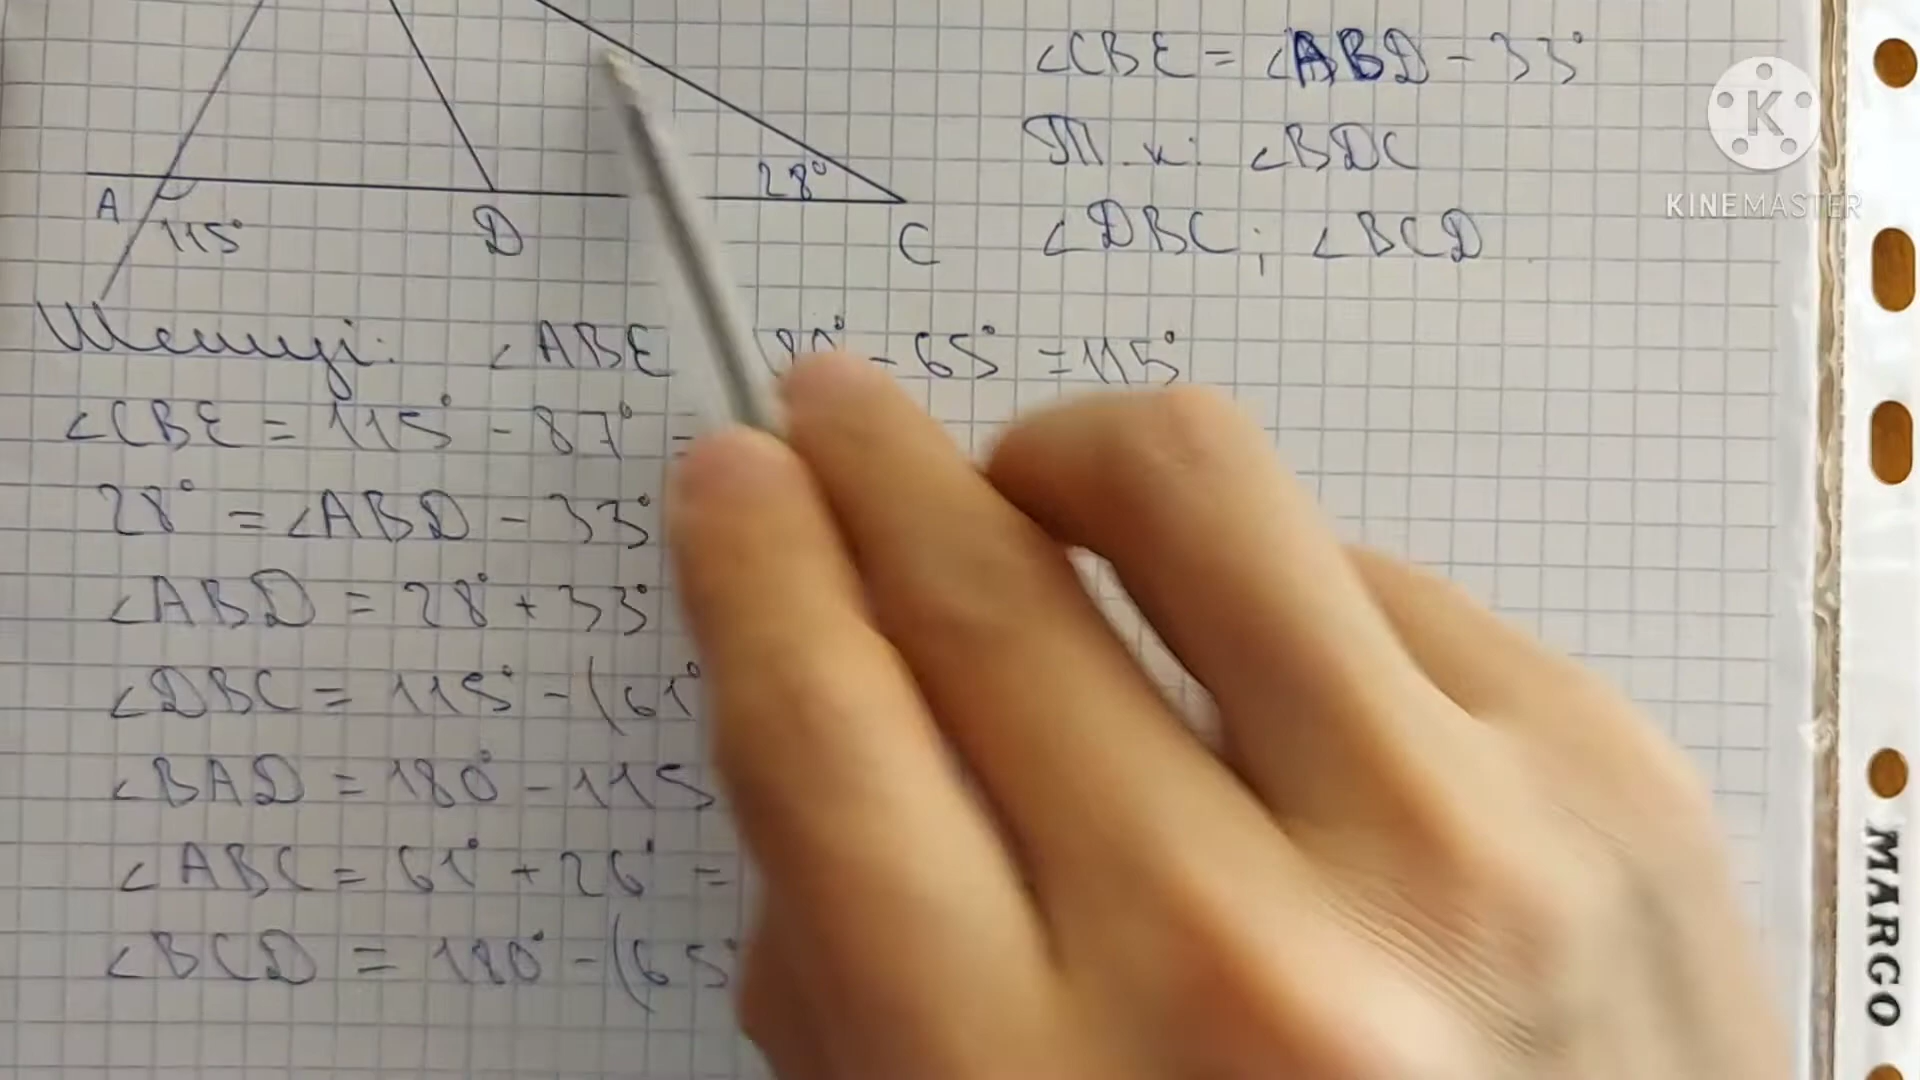 ∠CBE = ∠ABD - 33°
Т.к: ∠BDC
∠DBC; ∠BCD
28°
A
115°
D
C
Шешуі: ∠ABE 180° - 65° = 115°
∠CBE = 115° - 87° =
28° = ∠ABD - 33°
∠ABD = 28° + 33°
∠DBC = 115° - (61°
∠BAD = 180° - 115
∠ABC = 61° + 26° =
∠BCD = 180° - (65°
K
KINEMASTER
MARGO